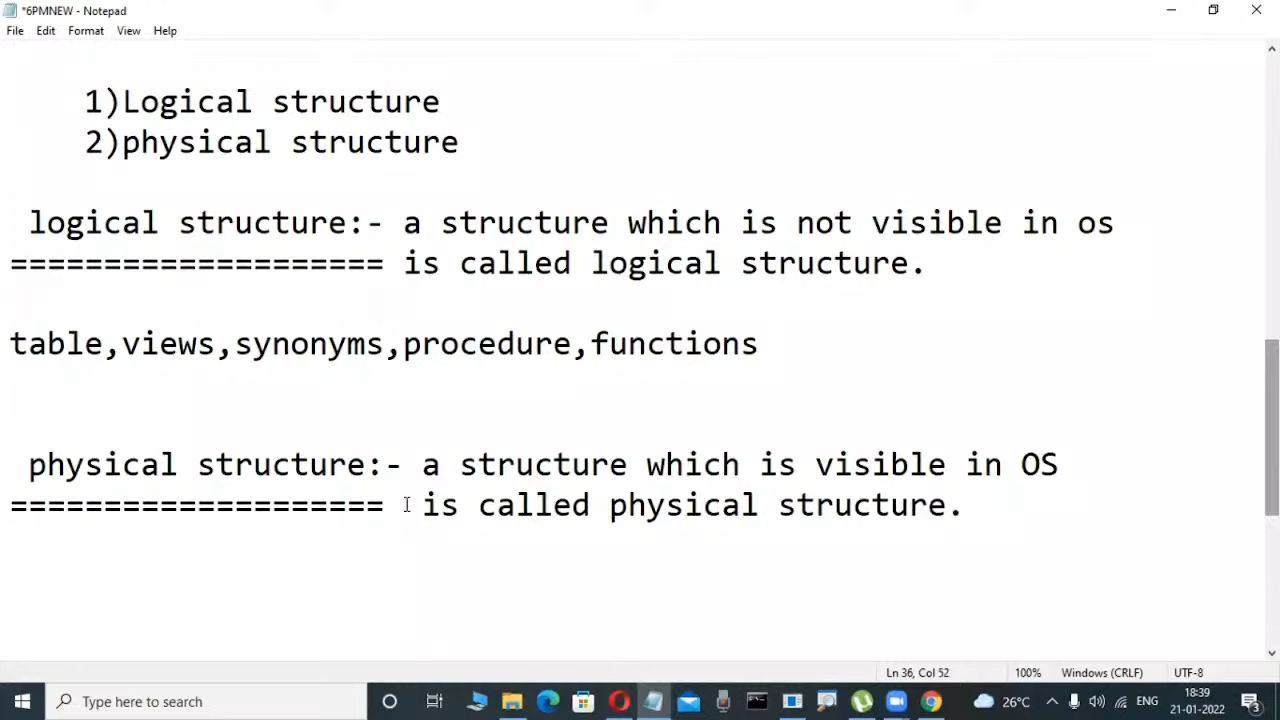 *6PMNEW - Notepad
File Edit Format View Help
1)Logical structure
2)physical structure
logical structure:- a structure which is not visible in os
==================== is called logical structure.
table,views,synonyms,procedure,functions
physical structure:- a structure which is visible in OS
==================== is called physical structure.
Ln 36, Col 52 100% Windows (CRLF) UTF-8
Type here to search 26°C ENG 18:39
21-01-2022 3